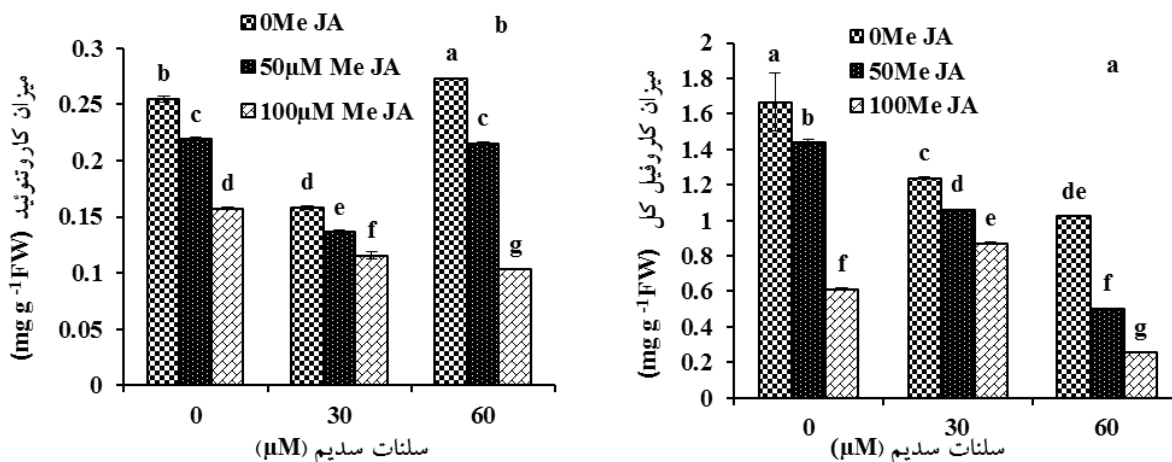 میزان کاروتنوئید (mg g -1FW)
0.3
0.25
0.2
0.15
0.1
0.05
0
0Me JA
50µM Me JA
100µM Me JA
b
b
c
d
d
e
f
a
c
g
0
30
60
سلنات سدیم (µM)
میزان کلروفیل کل (mg g -1FW)
2
1.8
1.6
1.4
1.2
1
0.8
0.6
0.4
0.2
0
0Me JA
50Me JA
100Me JA
a
a
b
f
c
d
e
de
f
g
0
30
60
سلنات سدیم (µM)